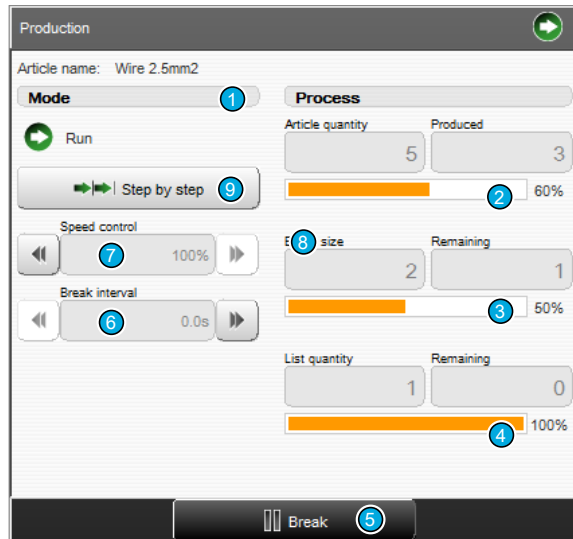 Production
Article name: Wire 2.5mm2
Mode 1
Run
Step by step 9
Speed control
7 100%
Break interval
6 0.0s
Process
Article quantity Produced
5 3
2 60%
8 size Remaining
2 1
3 50%
List quantity Remaining
1 0
4 100%
Break 5